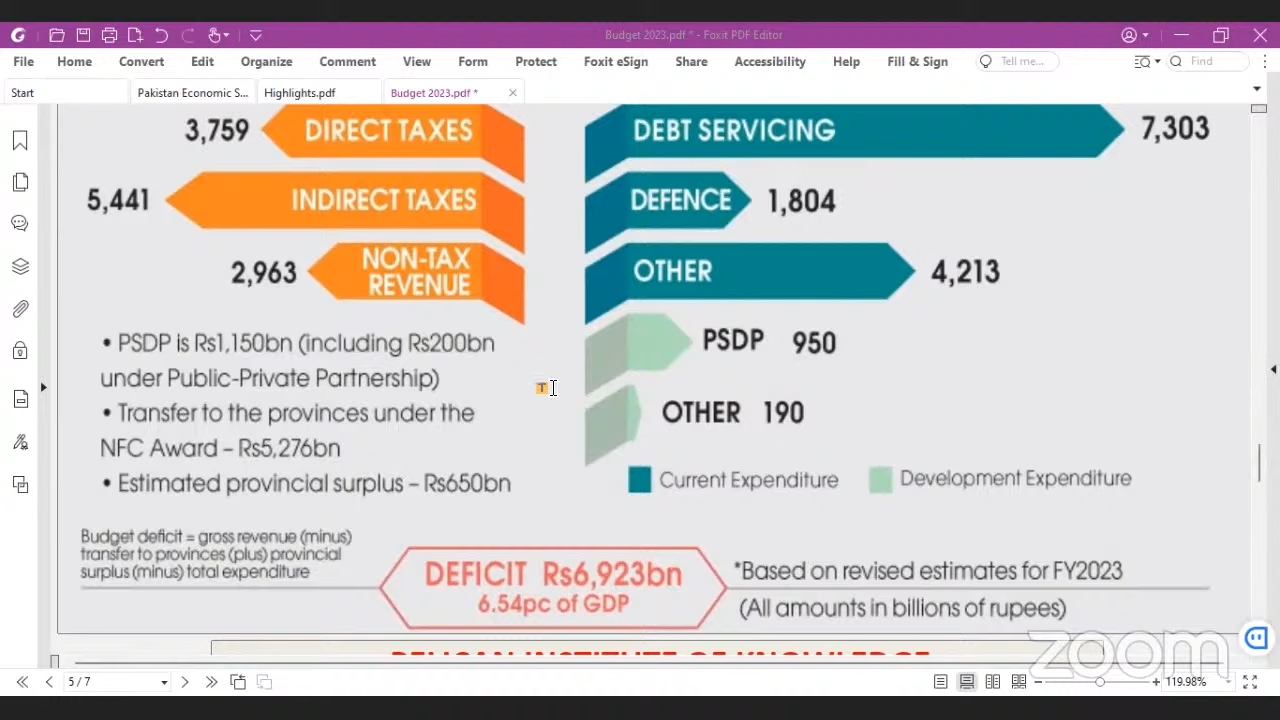 Budget 2023.pdf * - Foxit PDF Editor
File Home Convert Edit Organize Comment View Form Protect Foxit eSign Share Accessibility Help Fill & Sign Tell me... Find
Start Pakistan Economic S... Highlights.pdf Budget 2023.pdf *
3,759 DIRECT TAXES
5,441 INDIRECT TAXES
2,963 NON-TAX
REVENUE
• PSDP is Rs1,150bn (including Rs200bn
under Public-Private Partnership)
• Transfer to the provinces under the
NFC Award – Rs5,276bn
• Estimated provincial surplus – Rs650bn
DEBT SERVICING 7,303
DEFENCE 1,804
OTHER 4,213
PSDP 950
OTHER 190
Current Expenditure Development Expenditure
Budget deficit = gross revenue (minus)
transfer to provinces (plus) provincial
surplus (minus) total expenditure
DEFICIT Rs6,923bn
6.54pc of GDP
*Based on revised estimates for FY2023
(All amounts in billions of rupees)
PELICAN INSTITUTE OF KNOWLEDGE
zoom
5 / 7
119.98%